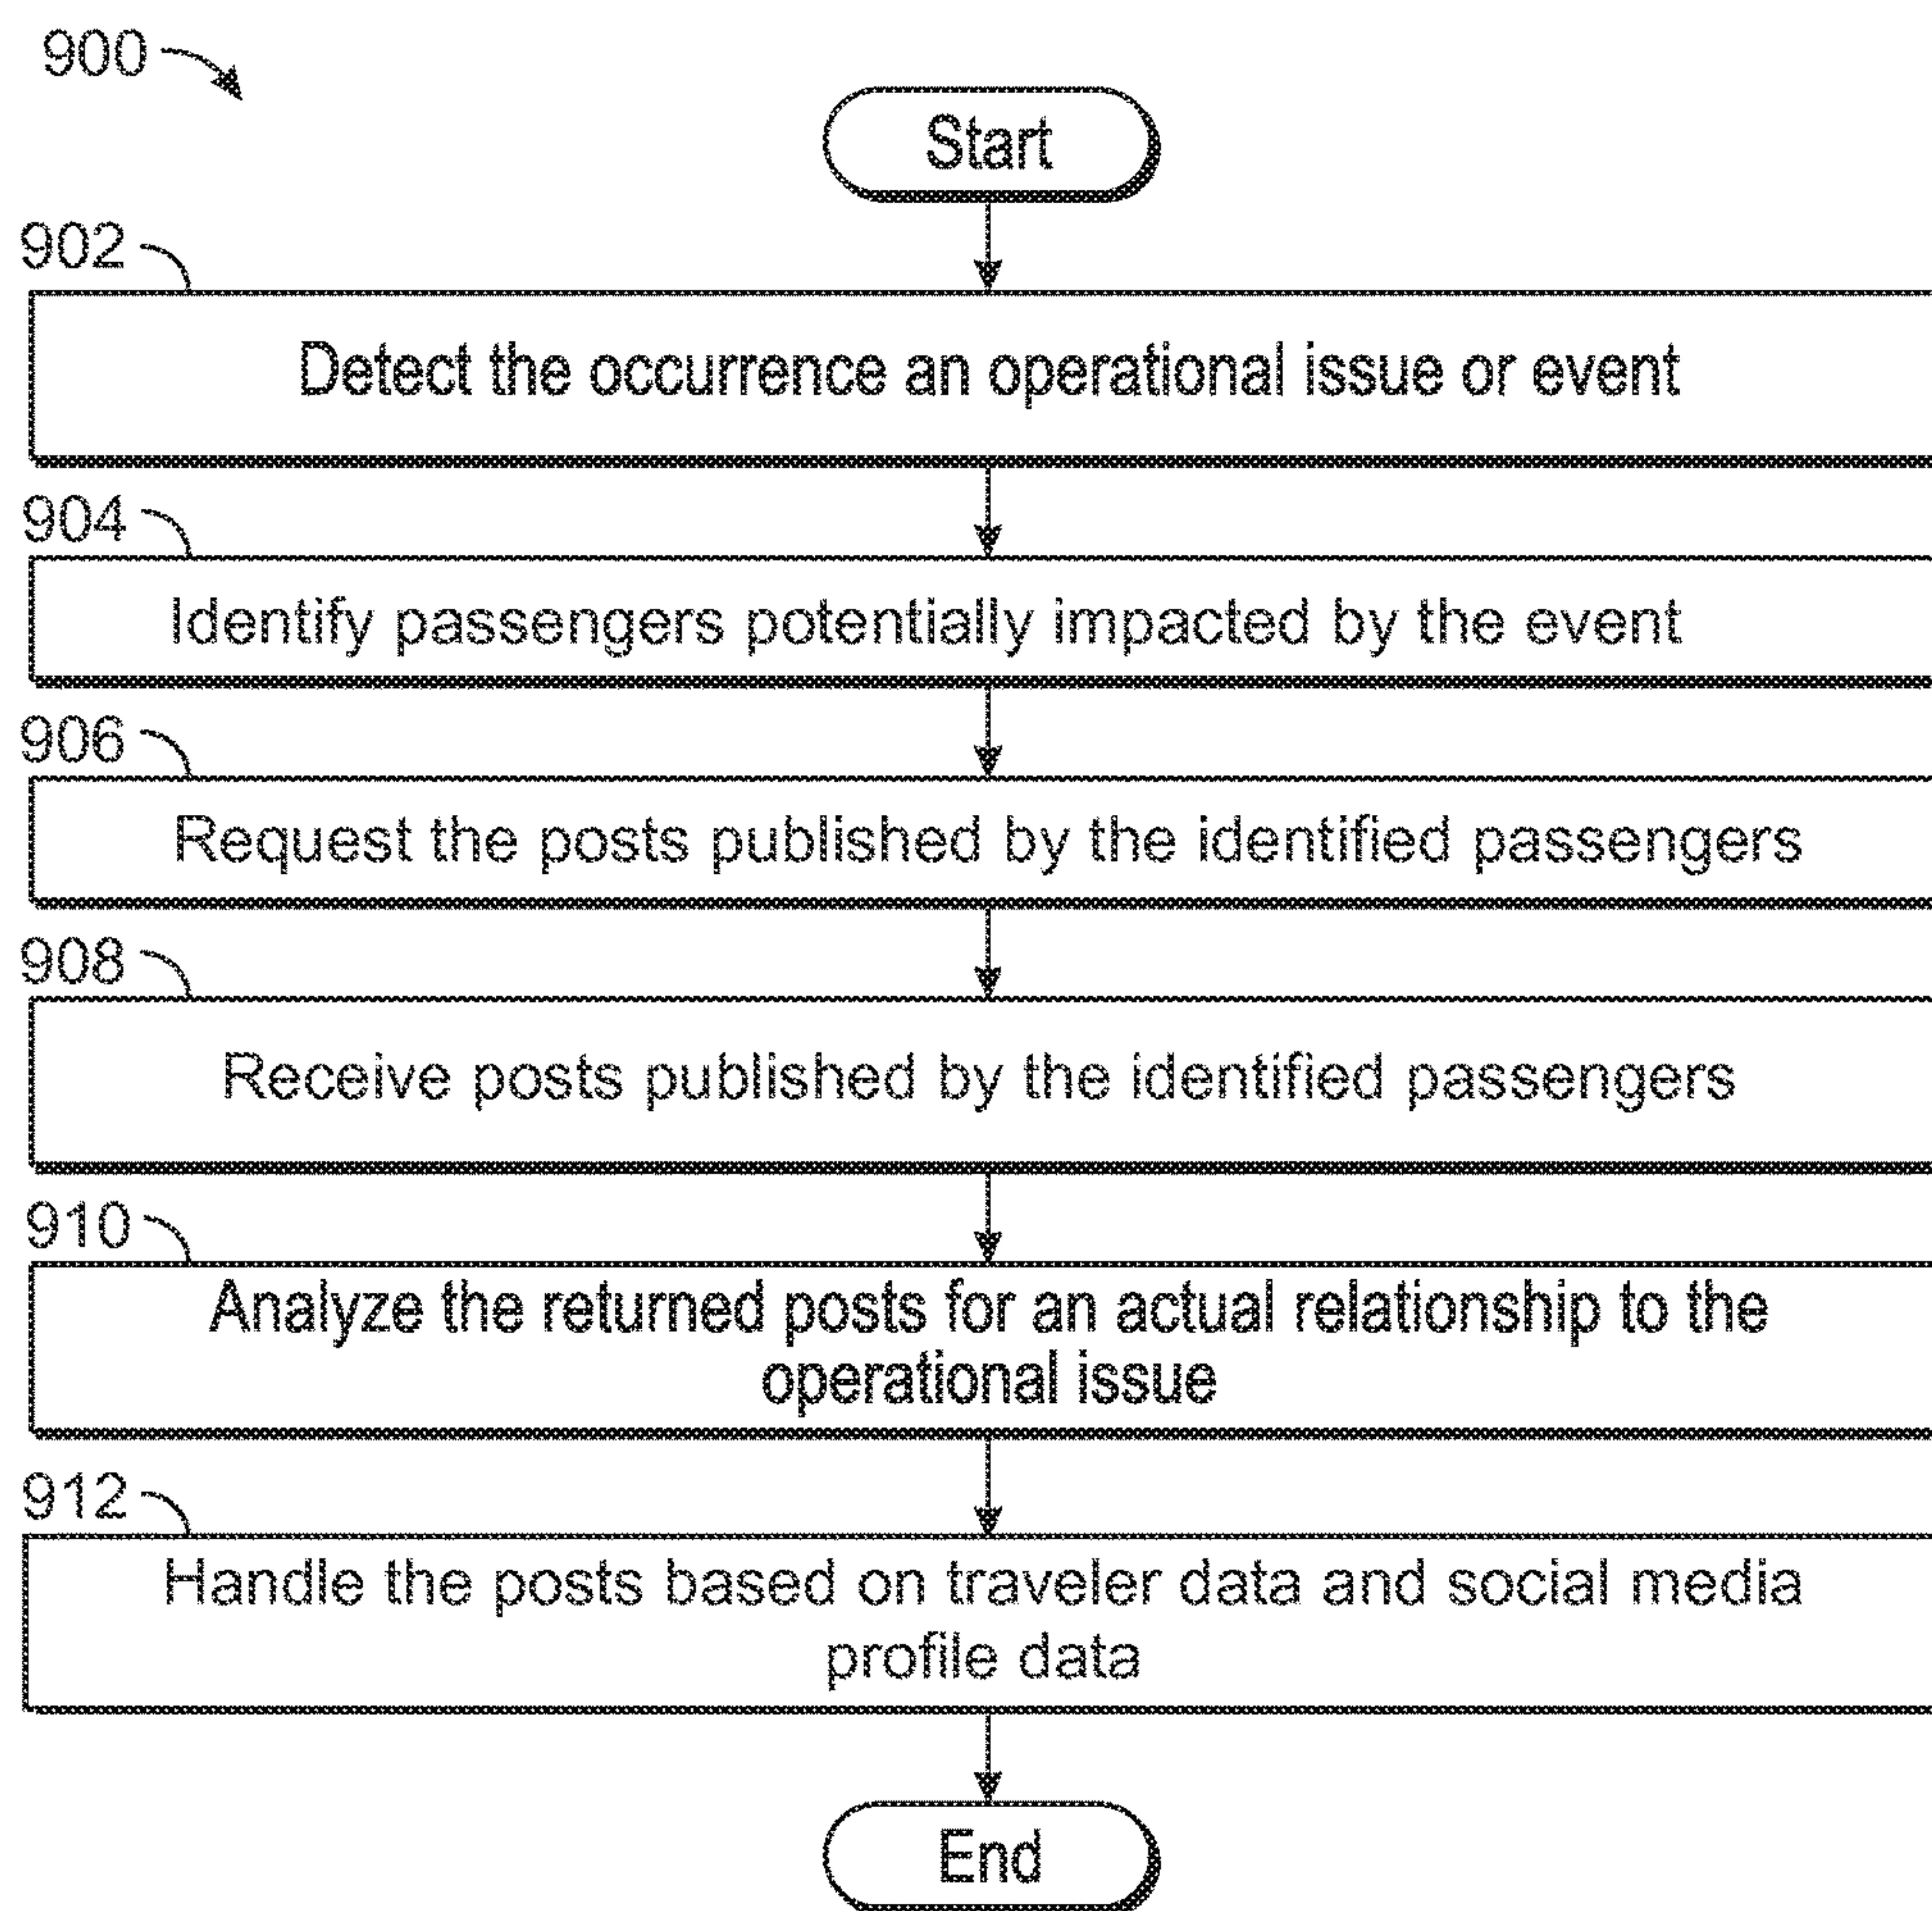 900
Start
902
Detect the occurrence an operational issue or event
904
Identify passengers potentially impacted by the event
906
Request the posts published by the identified passengers
908
Receive posts published by the identified passengers
910
Analyze the returned posts for an actual relationship to the
operational issue
912
Handle the posts based on traveler data and social media
profile data
End